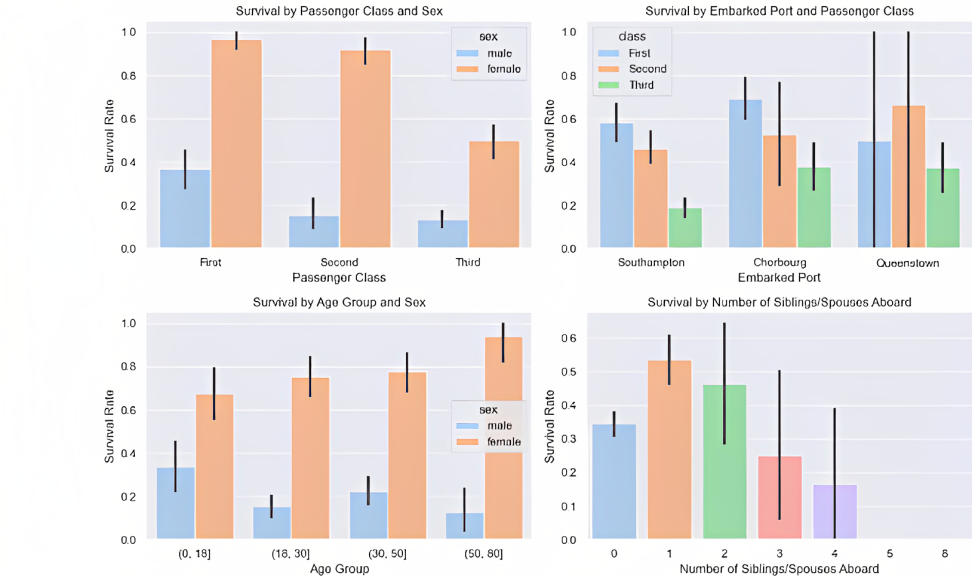 Survival by Passenger Class and Sex
1.0
0.8
0.6
0.4
0.2
0.0
Survival Rate
sex
male
female
First Second Third
Passenger Class
Survival by Embarked Port and Passenger Class
1.0
0.8
0.6
0.4
0.2
0.0
Survival Rate
class
First
Second
Third
Southampton Cherbourg Queenstown
Embarked Port
Survival by Age Group and Sex
1.0
0.8
0.6
0.4
0.2
0.0
Survival Rate
sex
male
female
(0, 18] (18, 30] (30, 50] (50, 80]
Age Group
Survival by Number of Siblings/Spouses Aboard
0.6
0.5
0.4
0.3
0.2
0.1
0.0
Survival Rate
0 1 2 3 4 5 8
Number of Siblings/Spouses Aboard